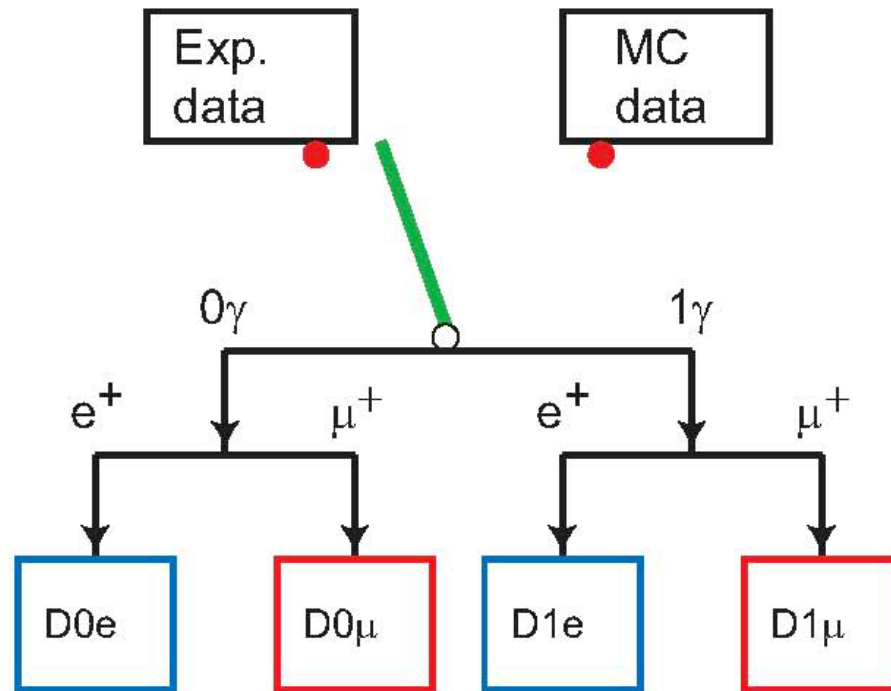 Exp.
data
MC
data
0γ
1γ
e⁺
μ⁺
e⁺
μ⁺
D0e
D0μ
D1e
D1μ